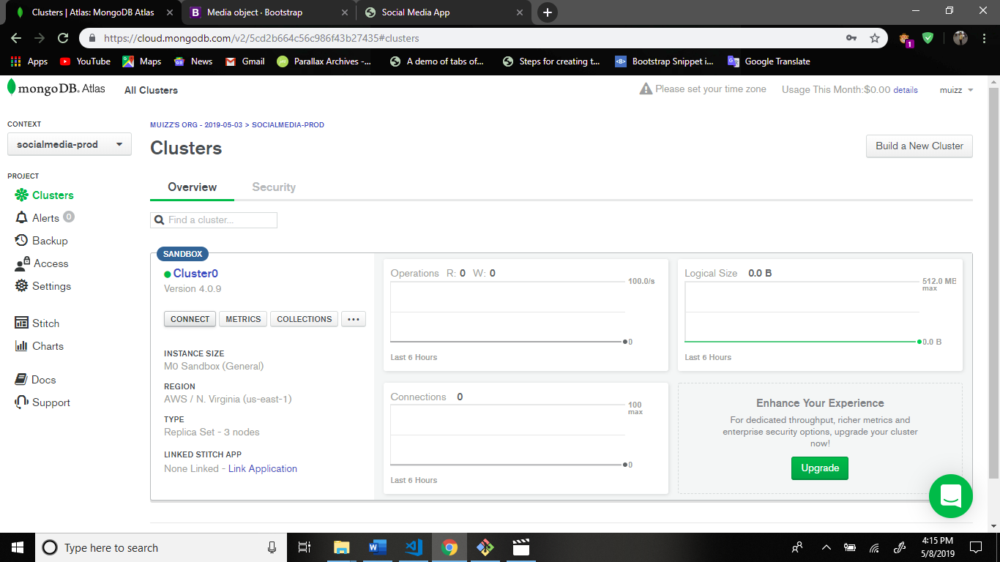 Clusters | Atlas: MongoDB Atlas
Media object · Bootstrap
Social Media App
https://cloud.mongodb.com/v2/5cd2b664c56c986f43b27435#clusters
1
Apps
YouTube
Maps
News
Gmail
Parallax Archives -...
A demo of tabs of...
Steps for creating t...
Bootstrap Snippet i...
Google Translate
mongoDB. Atlas
All Clusters
Please set your time zone
Usage This Month:$0.00 details
muizz
CONTEXT
socialmedia-prod
PROJECT
Clusters
Alerts 0
Backup
Access
Settings
Stitch
Charts
Docs
Support
MUIZZ'S ORG - 2019-05-03 > SOCIALMEDIA-PROD
Clusters
Build a New Cluster
Overview
Security
Find a cluster...
SANDBOX
Cluster0
Version 4.0.9
CONNECT
METRICS
COLLECTIONS
...
INSTANCE SIZE
M0 Sandbox (General)
REGION
AWS / N. Virginia (us-east-1)
TYPE
Replica Set - 3 nodes
LINKED STITCH APP
None Linked - Link Application
Operations R: 0 W: 0
100.0/s
0
Last 6 Hours
Logical Size 0.0 B
512.0 MB
max
0.0 B
Last 6 Hours
Connections 0
100
max
0
Last 6 Hours
Enhance Your Experience
For dedicated throughput, richer metrics and
enterprise security options, upgrade your cluster
now!
Upgrade
Type here to search
4:15 PM
5/8/2019